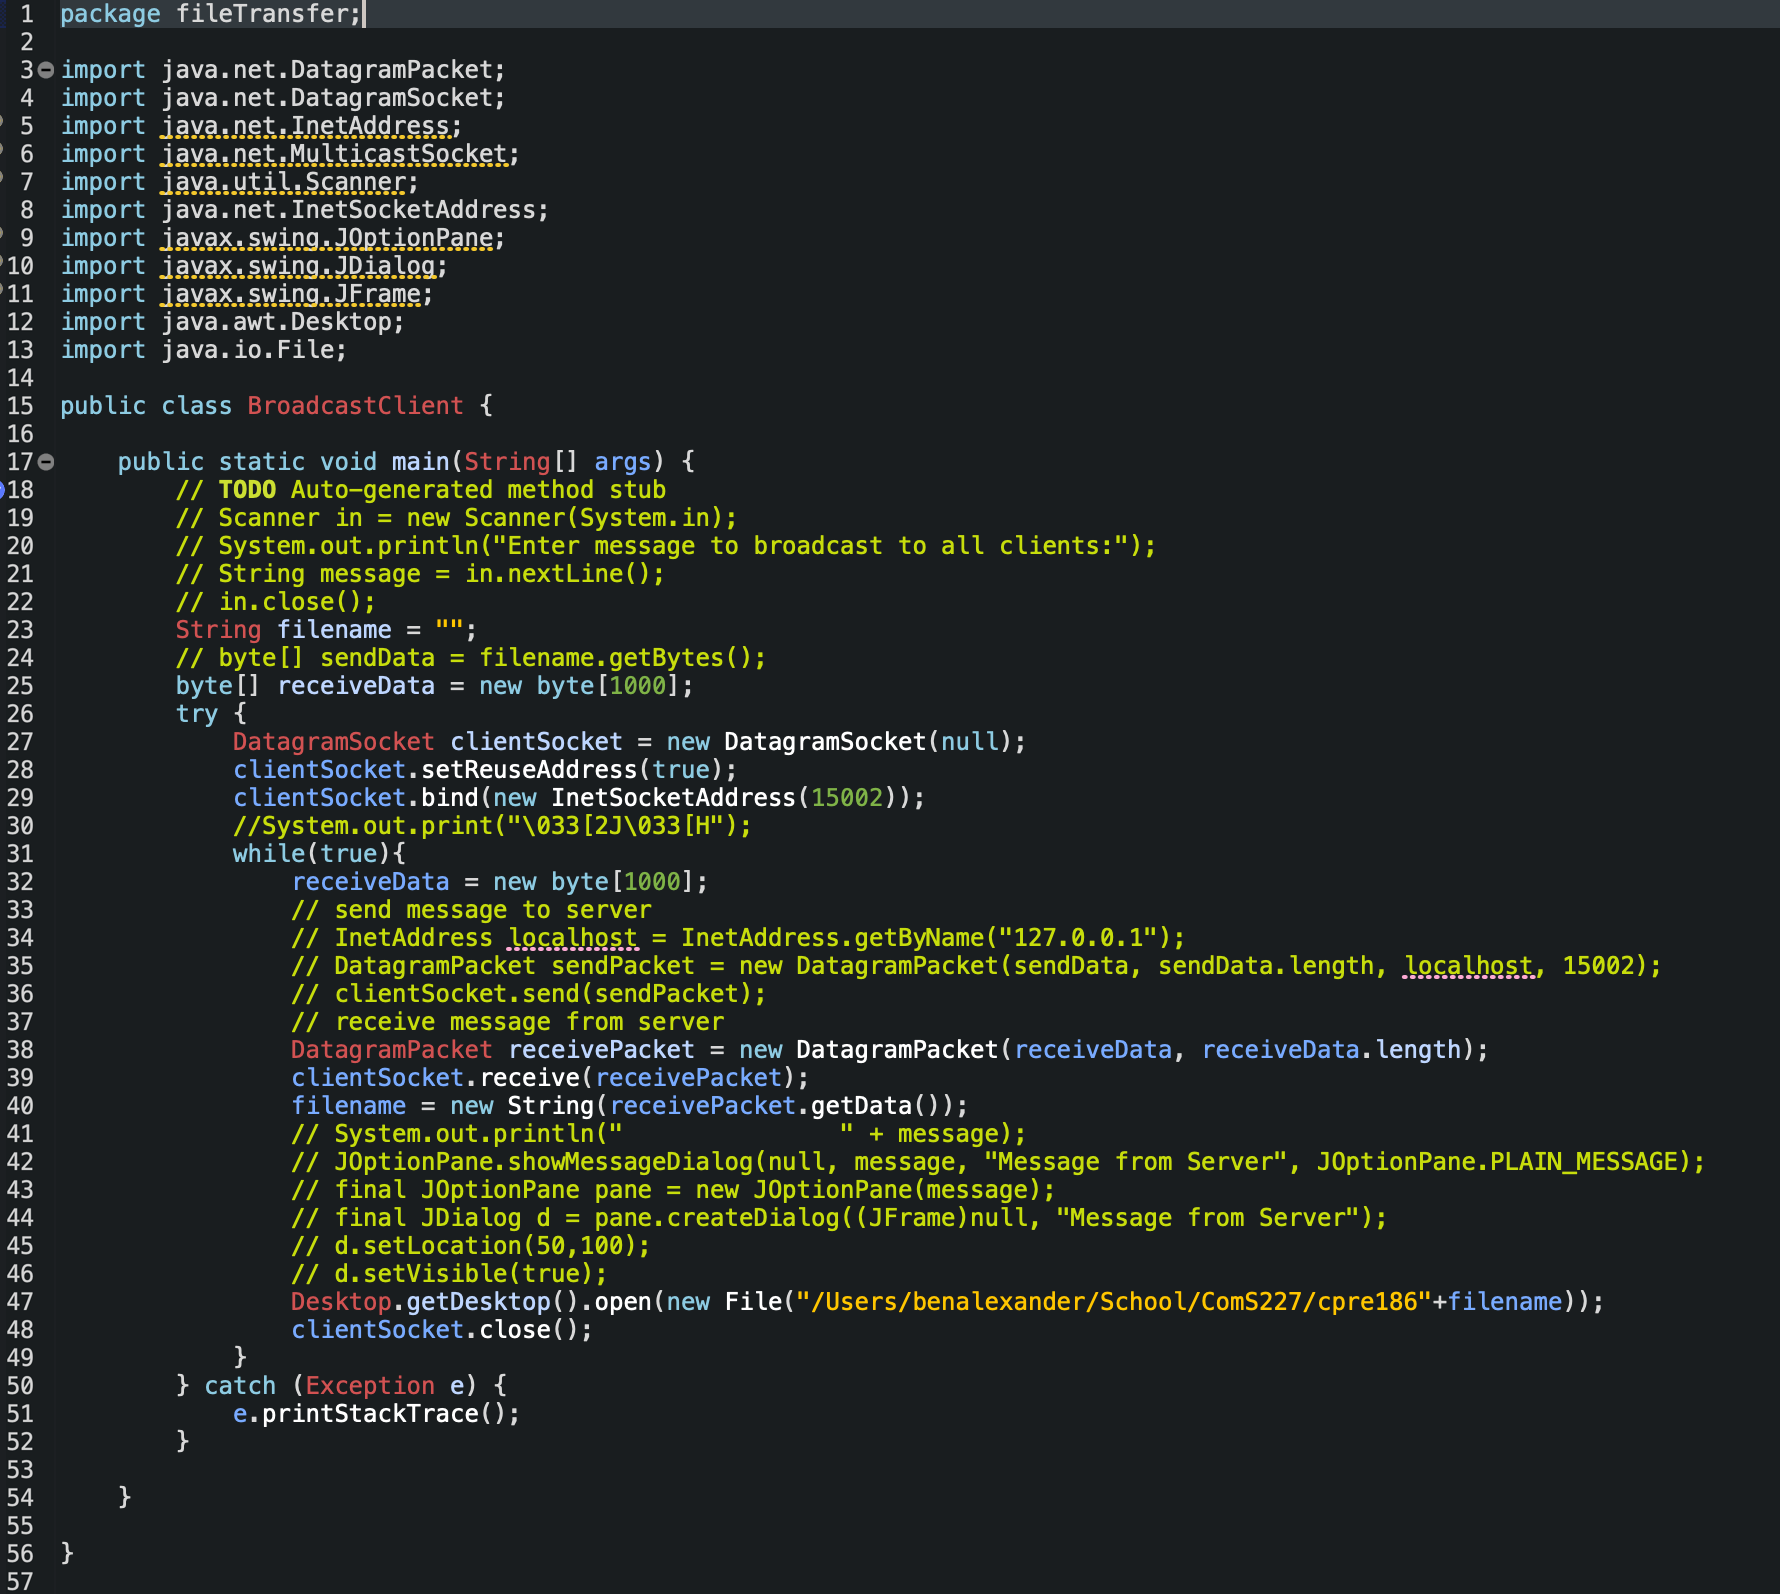 1 package fileTransfer;
2
3 import java.net.DatagramPacket;
4 import java.net.DatagramSocket;
5 import java.net.InetAddress;
6 import java.net.MulticastSocket;
7 import java.util.Scanner;
8 import java.net.InetSocketAddress;
9 import javax.swing.JOptionPane;
10 import javax.swing.JDialog;
11 import javax.swing.JFrame;
12 import java.awt.Desktop;
13 import java.io.File;
14
15 public class BroadcastClient {
16
17     public static void main(String[] args) {
18         // TODO Auto-generated method stub
19         // Scanner in = new Scanner(System.in);
20         // System.out.println("Enter message to broadcast to all clients:");
21         // String message = in.nextLine();
22         // in.close();
23         String filename = "";
24         // byte[] sendData = filename.getBytes();
25         byte[] receiveData = new byte[1000];
26         try {
27             DatagramSocket clientSocket = new DatagramSocket(null);
28             clientSocket.setReuseAddress(true);
29             clientSocket.bind(new InetSocketAddress(15002));
30             //System.out.print("\033[2J\033[H");
31             while(true){
32                 receiveData = new byte[1000];
33                 // send message to server
34                 // InetAddress localhost = InetAddress.getByName("127.0.0.1");
35                 // DatagramPacket sendPacket = new DatagramPacket(sendData, sendData.length, localhost, 15002);
36                 // clientSocket.send(sendPacket);
37                 // receive message from server
38                 DatagramPacket receivePacket = new DatagramPacket(receiveData, receiveData.length);
39                 clientSocket.receive(receivePacket);
40                 filename = new String(receivePacket.getData());
41                 // System.out.println("               " + message);
42                 // JOptionPane.showMessageDialog(null, message, "Message from Server", JOptionPane.PLAIN_MESSAGE);
43                 // final JOptionPane pane = new JOptionPane(message);
44                 // final JDialog d = pane.createDialog((JFrame)null, "Message from Server");
45                 // d.setLocation(50,100);
46                 // d.setVisible(true);
47                 Desktop.getDesktop().open(new File("/Users/benalexander/School/ComS227/cpre186"+filename));
48                 clientSocket.close();
49             }
50         } catch (Exception e) {
51             e.printStackTrace();
52         }
53
54     }
55
56 }
57